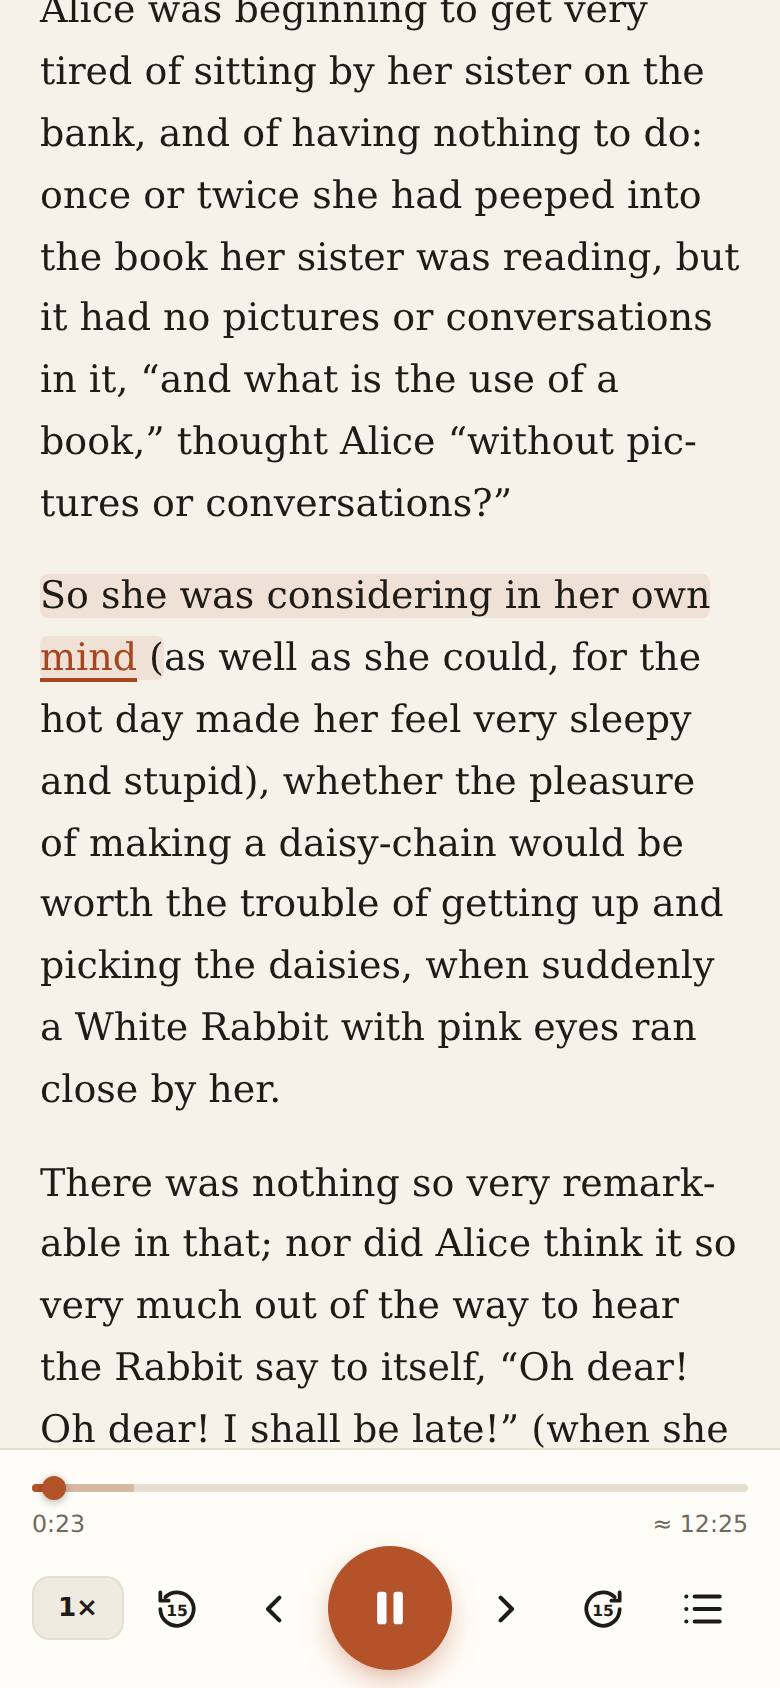 Alice was beginning to get very
tired of sitting by her sister on the
bank, and of having nothing to do:
once or twice she had peeped into
the book her sister was reading, but
it had no pictures or conversations
in it, “and what is the use of a
book,” thought Alice “without pic-
tures or conversations?”
So she was considering in her own
mind (as well as she could, for the
hot day made her feel very sleepy
and stupid), whether the pleasure
of making a daisy-chain would be
worth the trouble of getting up and
picking the daisies, when suddenly
a White Rabbit with pink eyes ran
close by her.
There was nothing so very remark-
able in that; nor did Alice think it so
very much out of the way to hear
the Rabbit say to itself, “Oh dear!
Oh dear! I shall be late!” (when she
0:23 ≈ 12:25
1× 15 15